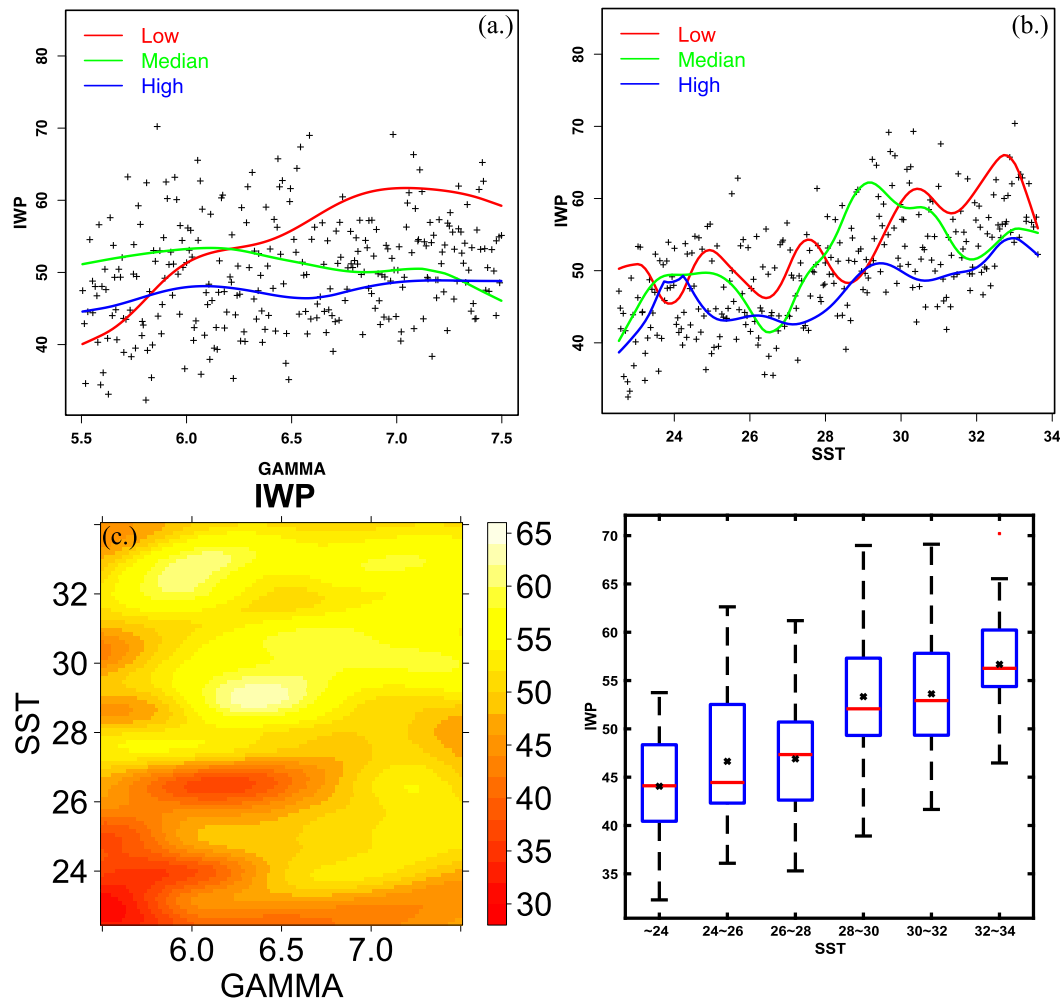 (a.)
Low
Median
High
80
70
60
50
40
IWP
5.5 6.0 6.5 7.0 7.5
GAMMA
(b.)
Low
Median
High
80
70
60
50
40
IWP
24 26 28 30 32 34
SST
IWP
(c.)
32
30
28
26
24
SST
6.0 6.5 7.0
GAMMA
65
60
55
50
45
40
35
30
70
65
60
55
50
45
40
35
IWP
~24 24~26 26~28 28~30 30~32 32~34
SST